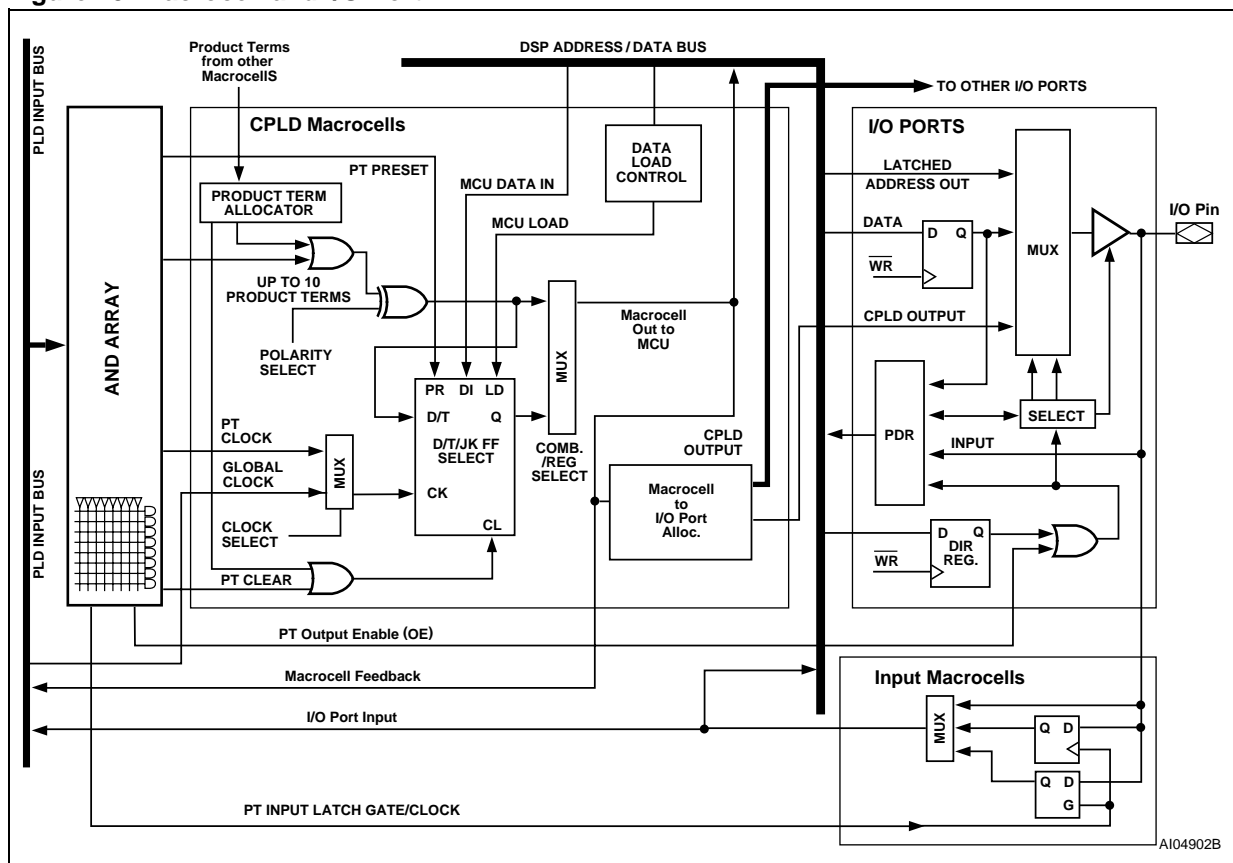 Product Terms
from other
MacrocellS
DSP ADDRESS / DATA BUS
TO OTHER I/O PORTS
PLD INPUT BUS
AND ARRAY
PLD INPUT BUS
CPLD Macrocells
PT PRESET
PRODUCT TERM
ALLOCATOR
MCU DATA IN
MCU LOAD
DATA
LOAD
CONTROL
UP TO 10
PRODUCT TERMS
POLARITY
SELECT
PR DI LD
D/T Q
D/T/JK FF
SELECT
CK
CL
MUX
COMB.
/REG
SELECT
Macrocell
Out to
MCU
PT
CLOCK
GLOBAL
CLOCK
MUX
CLOCK
SELECT
PT CLEAR
CPLD
OUTPUT
Macrocell
to
I/O Port
Alloc.
I/O PORTS
LATCHED
ADDRESS OUT
DATA
D Q
WR
MUX
I/O Pin
CPLD OUTPUT
PDR
SELECT
INPUT
D Q
DIR
REG.
WR
PT Output Enable (OE)
Macrocell Feedback
I/O Port Input
Input Macrocells
MUX
Q D
Q D
G
PT INPUT LATCH GATE/CLOCK
AI04902B